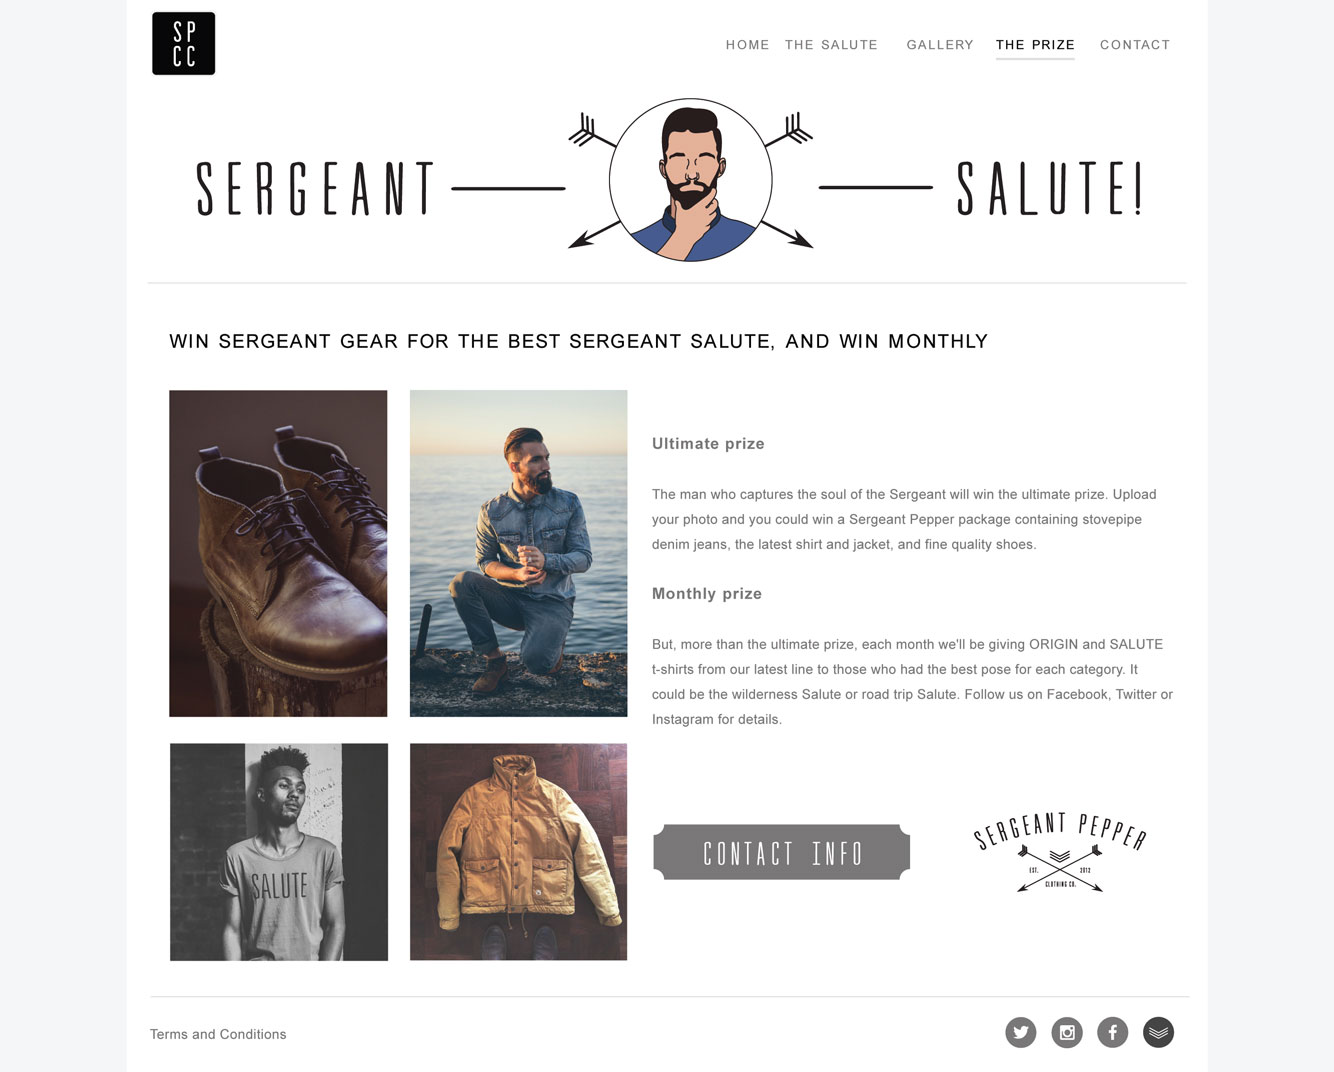 SP
CC
HOME THE SALUTE GALLERY THE PRIZE CONTACT
SERGEANT SALUTE!
WIN SERGEANT GEAR FOR THE BEST SERGEANT SALUTE, AND WIN MONTHLY
Ultimate prize
The man who captures the soul of the Sergeant will win the ultimate prize. Upload
your photo and you could win a Sergeant Pepper package containing stovepipe
denim jeans, the latest shirt and jacket, and fine quality shoes.
Monthly prize
But, more than the ultimate prize, each month we'll be giving ORIGIN and SALUTE
t-shirts from our latest line to those who had the best pose for each category. It
could be the wilderness Salute or road trip Salute. Follow us on Facebook, Twitter or
Instagram for details.
SALUTE
CONTACT INFO
SERGEANT PEPPER
EST. 2012
CLOTHING CO.
Terms and Conditions